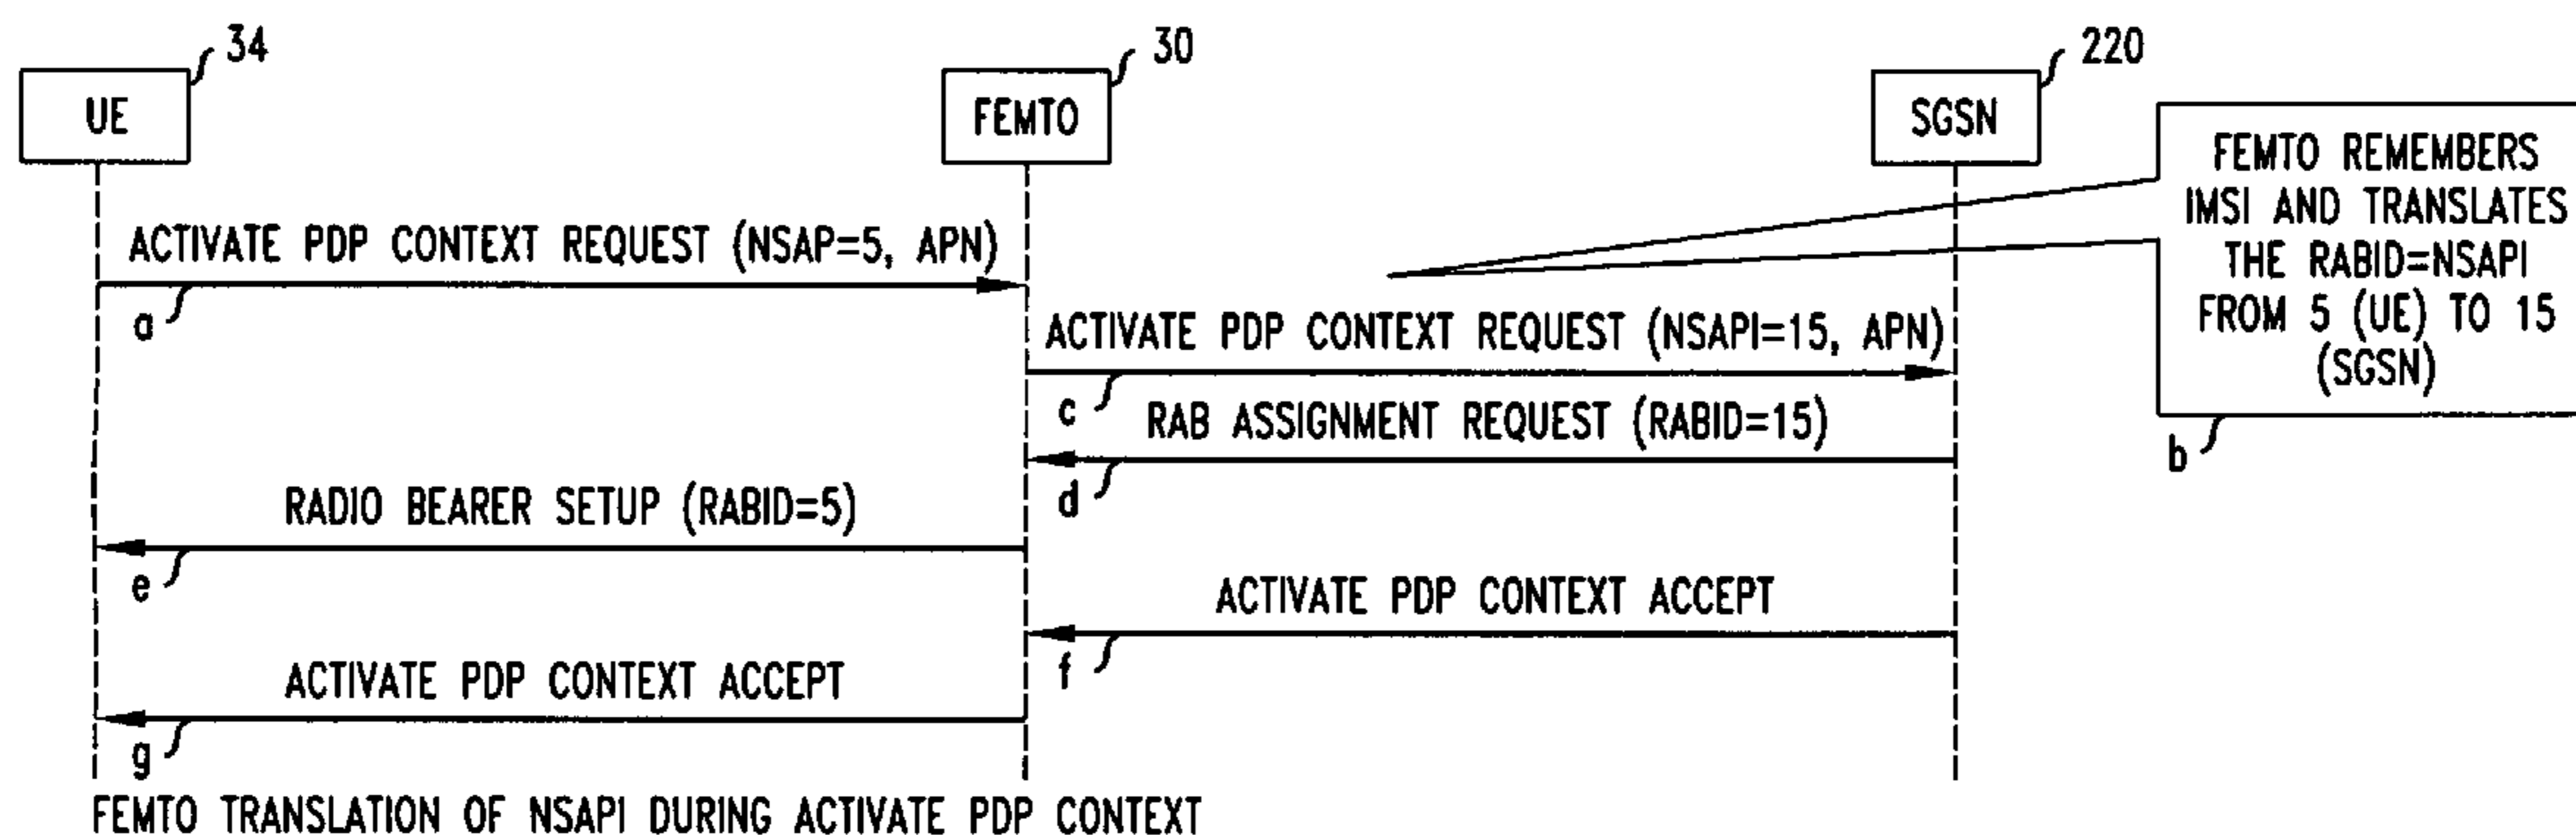 34
30
220
UE
FEMTO
SGSN
FEMTO REMEMBERS
IMSI AND TRANSLATES
THE RABID=NSAPI
FROM 5 (UE) TO 15
(SGSN)
b
ACTIVATE PDP CONTEXT REQUEST (NSAP=5, APN)
a
ACTIVATE PDP CONTEXT REQUEST (NSAPI=15, APN)
c
RAB ASSIGNMENT REQUEST (RABID=15)
d
RADIO BEARER SETUP (RABID=5)
e
ACTIVATE PDP CONTEXT ACCEPT
f
ACTIVATE PDP CONTEXT ACCEPT
g
FEMTO TRANSLATION OF NSAPI DURING ACTIVATE PDP CONTEXT